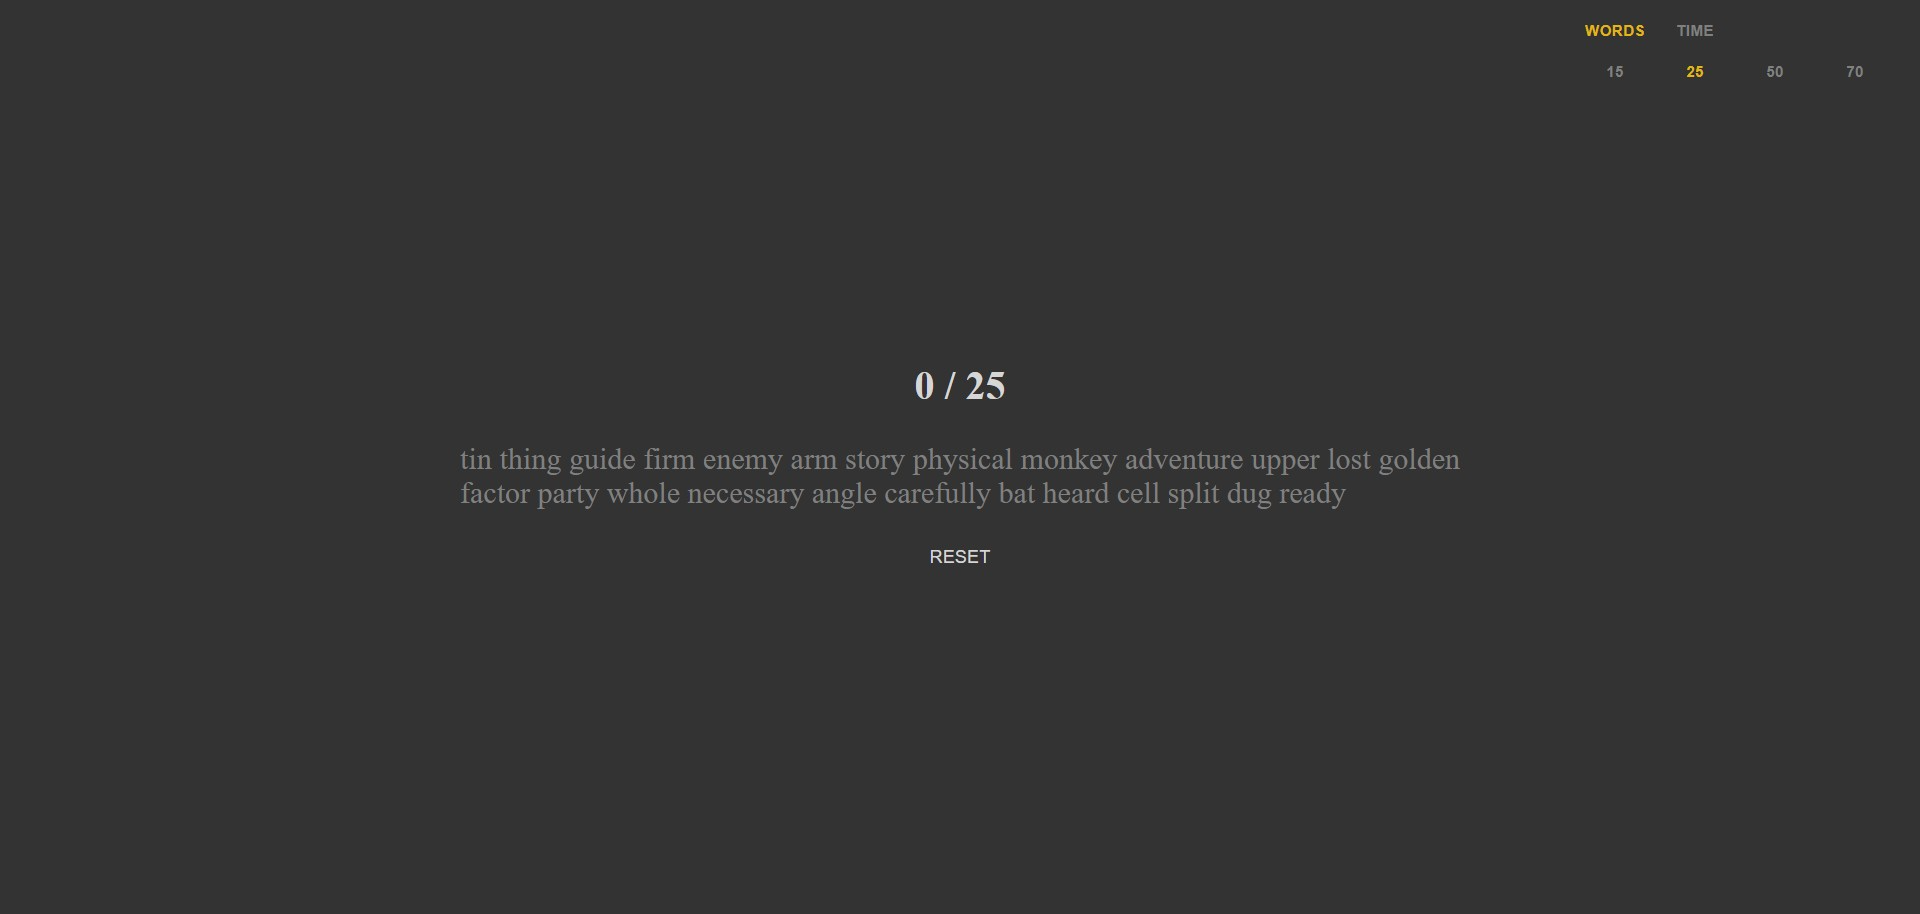 WORDS TIME
15 25 50 70
0 / 25
tin thing guide firm enemy arm story physical monkey adventure upper lost golden
factor party whole necessary angle carefully bat heard cell split dug ready
RESET